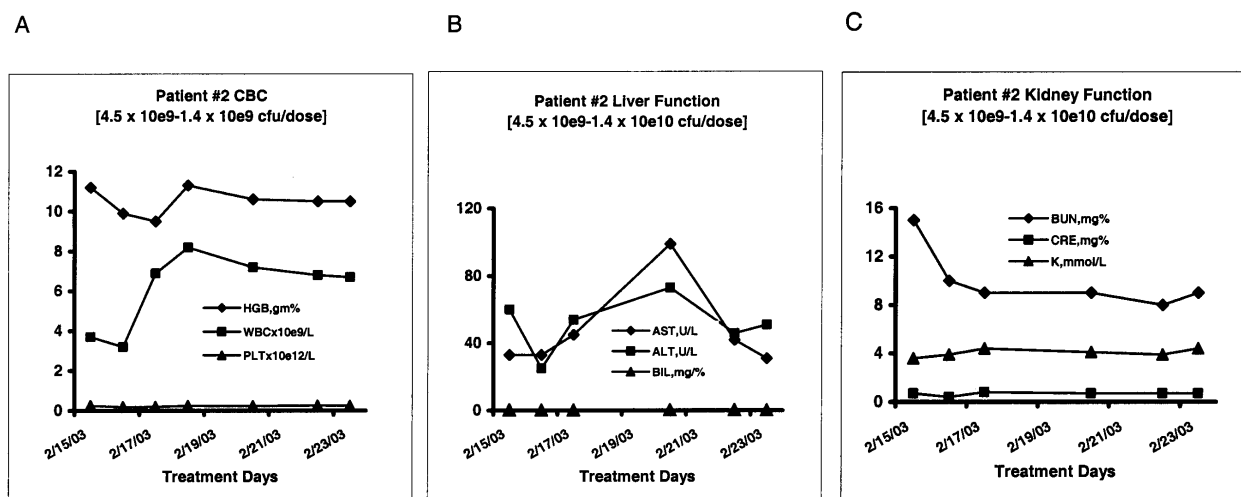 A
Patient #2 CBC
[4.5 x 10e9-1.4 x 10e9 cfu/dose]
12
10
8
6
4
2
0
HGB,gm%
WBCx10e9/L
PLTx10e12/L
2/15/03
2/17/03
2/19/03
2/21/03
2/23/03
Treatment Days
B
Patient #2 Liver Function
[4.5 x 10e9-1.4 x 10e10 cfu/dose]
120
80
40
0
AST,U/L
ALT,U/L
BIL,mg/%
2/15/03
2/17/03
2/19/03
2/21/03
2/23/03
Treatment Days
C
Patient #2 Kidney Function
[4.5 x 10e9-1.4 x 10e10 cfu/dose]
16
12
8
4
0
BUN,mg%
CRE,mg%
K,mmol/L
2/15/03
2/17/03
2/19/03
2/21/03
2/23/03
Treatment Days